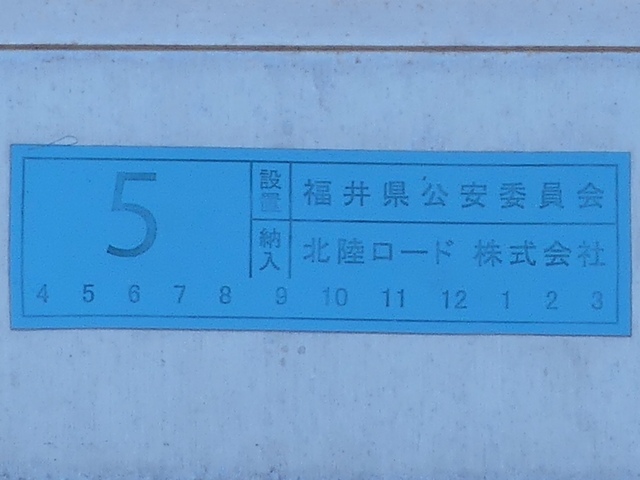 5
設置 福井県公安委員会
納入 北陸ロード 株式会社
4 5 6 7 8 9 10 11 12 1 2 3